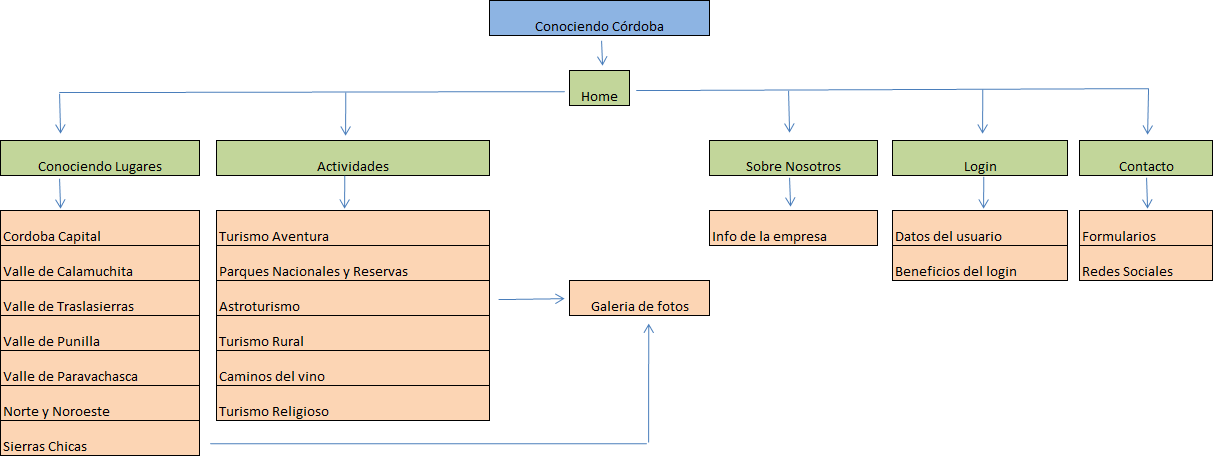 Conociendo Córdoba
Home
Conociendo Lugares
Actividades
Sobre Nosotros
Login
Contacto
Cordoba Capital
Valle de Calamuchita
Valle de Traslasierras
Valle de Punilla
Valle de Paravachasca
Norte y Noroeste
Sierras Chicas
Turismo Aventura
Parques Nacionales y Reservas
Astroturismo
Turismo Rural
Caminos del vino
Turismo Religioso
Galeria de fotos
Info de la empresa
Datos del usuario
Beneficios del login
Formularios
Redes Sociales